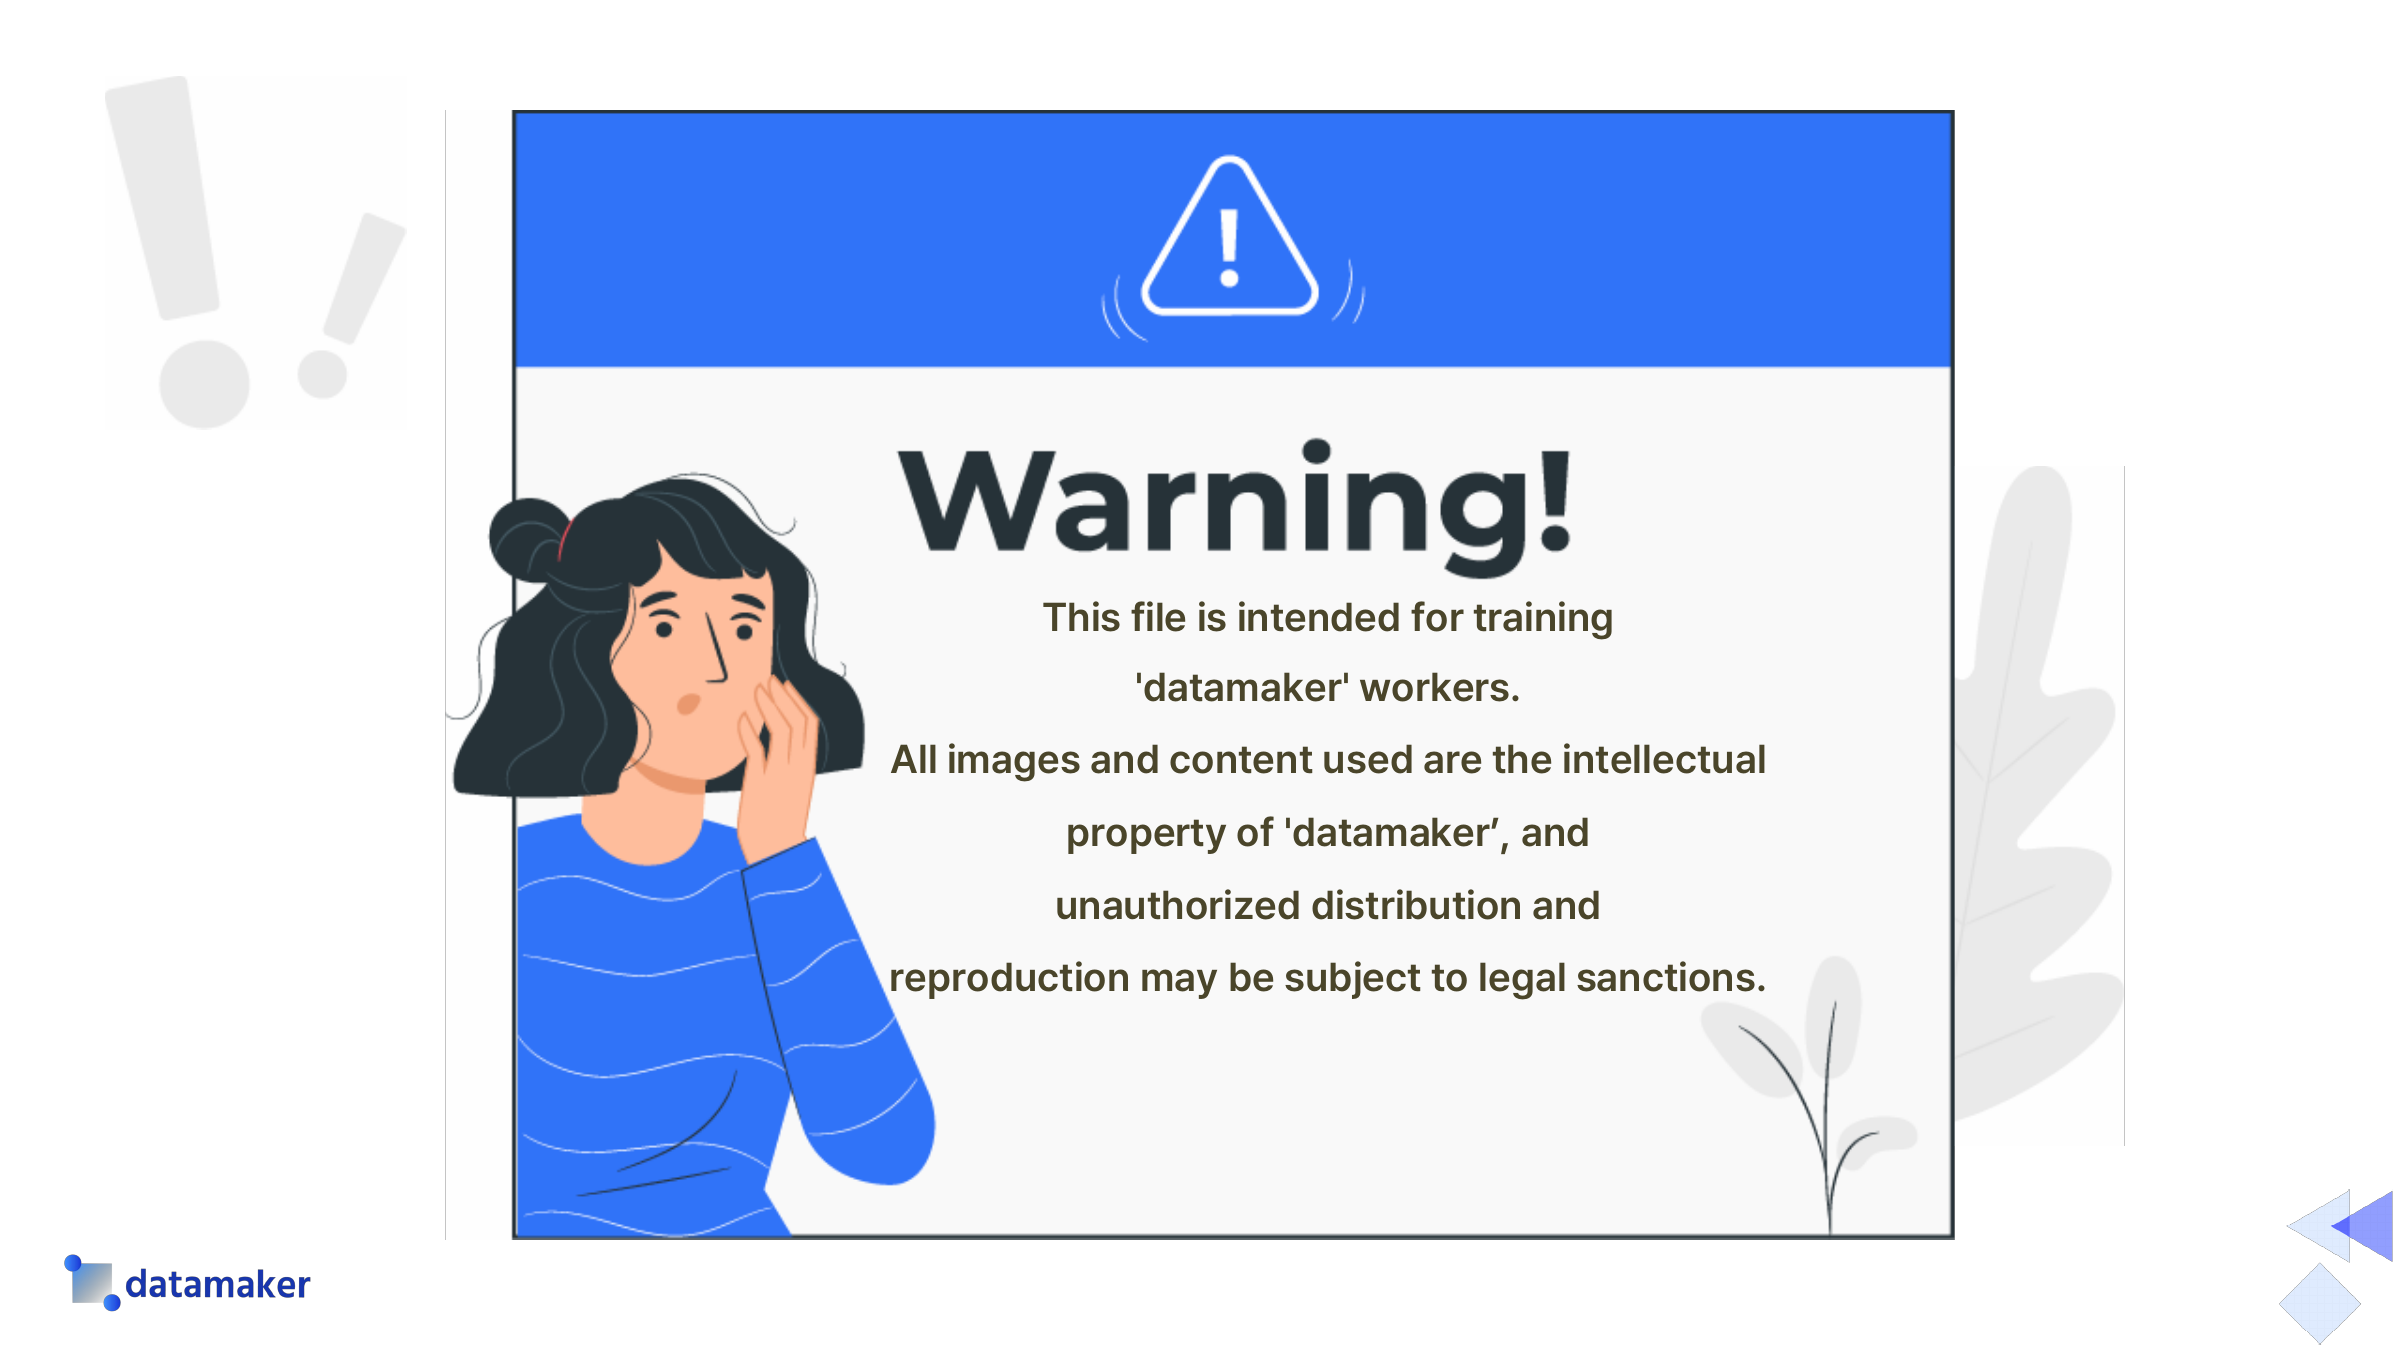 Warning!
This file is intended for training
'datamaker' workers.
All images and content used are the intellectual
property of 'datamaker’, and
unauthorized distribution and
reproduction may be subject to legal sanctions.
datamaker